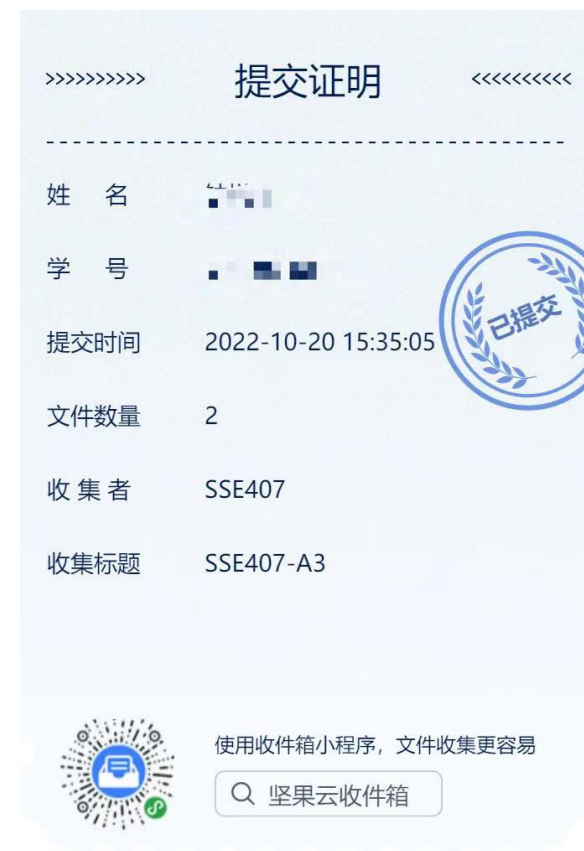 >>>>>>>>>> 提交证明 <<<<<<<<<<
姓 名
学 号
已提交
提交时间 2022-10-20 15:35:05
文件数量 2
收 集 者 SSE407
收集标题 SSE407-A3
使用收件箱小程序，文件收集更容易
坚果云收件箱